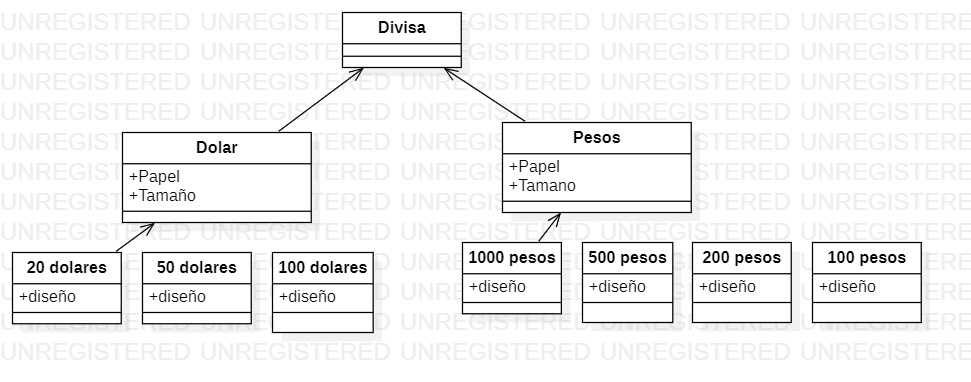 Divisa
Dolar
+Papel
+Tamaño
Pesos
+Papel
+Tamano
20 dolares
+diseño
50 dolares
+diseño
100 dolares
+diseño
1000 pesos
+diseño
500 pesos
+diseño
200 pesos
+diseño
100 pesos
+diseño
UNREGISTERED UNREGISTERED UNREGISTERED UNREGISTERED UNREGISTERED